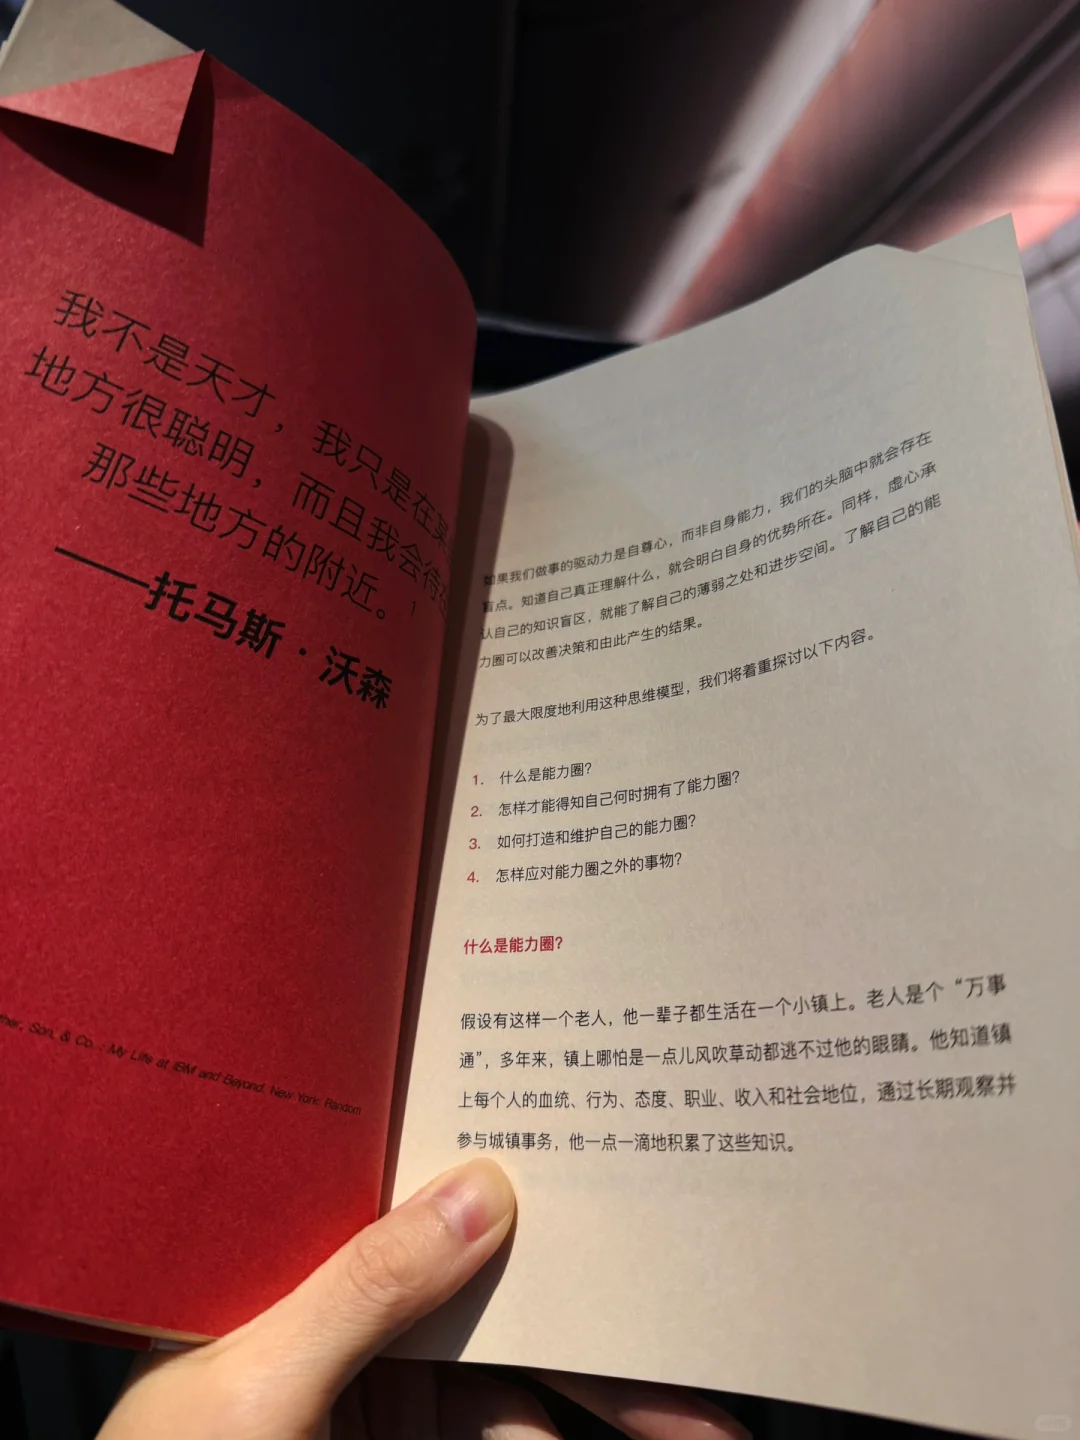 我不是天才，我只是在某
地方很聪明，而且我会待在
那些地方的附近。1
——托马斯·沃森
Son, & Co.: My Life at IBM and Beyond. New York: Random
如果我们做事的驱动力是自尊心，而非自身能力，我们的头脑中就会存在
盲点。知道自己真正理解什么，就会明白自身的优势所在。同样，虚心承
认自己的知识盲区，就能了解自己的薄弱之处和进步空间。了解自己的能
力圈可以改善决策和由此产生的结果。
为了最大限度地利用这种思维模型，我们将着重探讨以下内容。
1. 什么是能力圈？
2. 怎样才能得知自己何时拥有了能力圈？
3. 如何打造和维护自己的能力圈？
4. 怎样应对能力圈之外的事物？
什么是能力圈？
假设有这样一个老人，他一辈子都生活在一个小镇上。老人是个“万事
通”，多年来，镇上哪怕是一点儿风吹草动都逃不过他的眼睛。他知道镇
上每个人的血统、行为、态度、职业、收入和社会地位，通过长期观察并
参与城镇事务，他一点一滴地积累了这些知识。